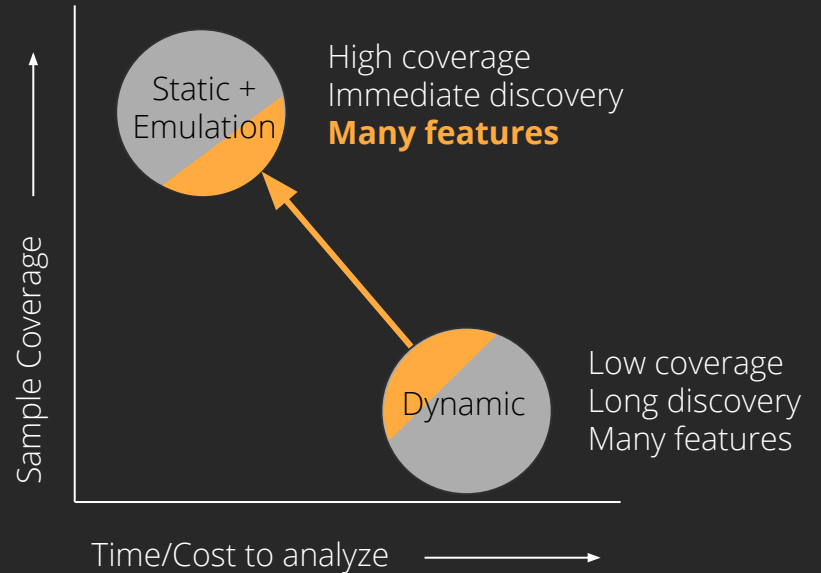 Static +
Emulation
High coverage
Immediate discovery
Many features
Sample Coverage
Dynamic
Low coverage
Long discovery
Many features
Time/Cost to analyze